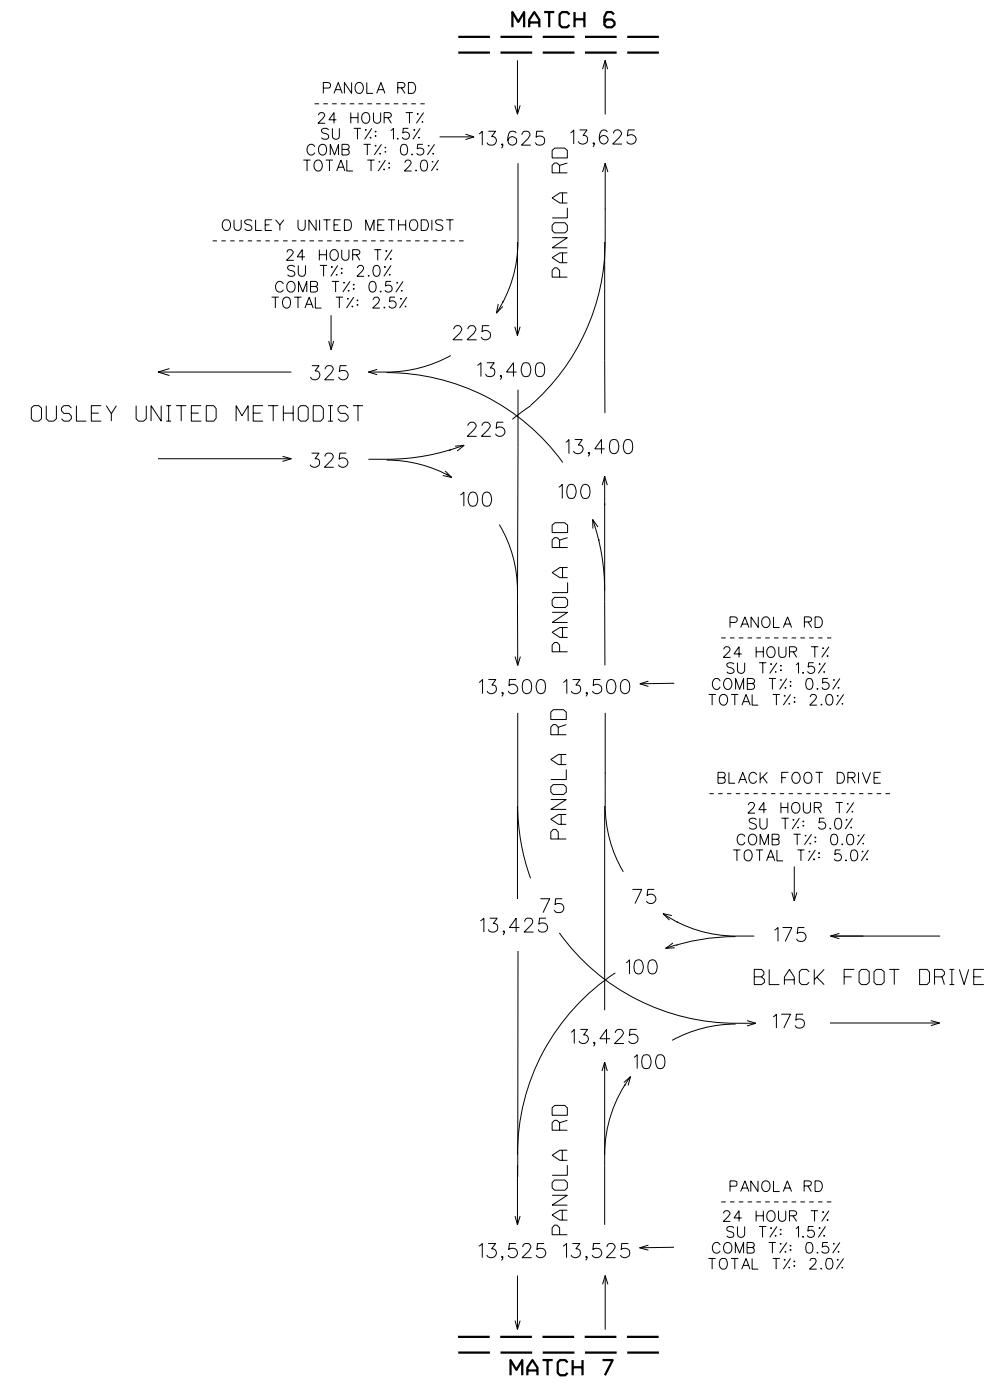 MATCH 6
PANOLA RD
24 HOUR T%
SU T%: 1.5%
COMB T%: 0.5%
TOTAL T%: 2.0%
13,625 13,625
PANOLA RD
OUSLEY UNITED METHODIST
24 HOUR T%
SU T%: 2.0%
COMB T%: 0.5%
TOTAL T%: 2.5%
225
325
13,400
OUSLEY UNITED METHODIST
225
13,400
325
100
100
PANOLA RD
PANOLA RD
24 HOUR T%
SU T%: 1.5%
COMB T%: 0.5%
TOTAL T%: 2.0%
13,500 13,500
PANOLA RD
BLACK FOOT DRIVE
24 HOUR T%
SU T%: 5.0%
COMB T%: 0.0%
TOTAL T%: 5.0%
75
75
13,425
175
100
BLACK FOOT DRIVE
175
13,425
100
PANOLA RD
PANOLA RD
24 HOUR T%
SU T%: 1.5%
COMB T%: 0.5%
TOTAL T%: 2.0%
13,525 13,525
MATCH 7